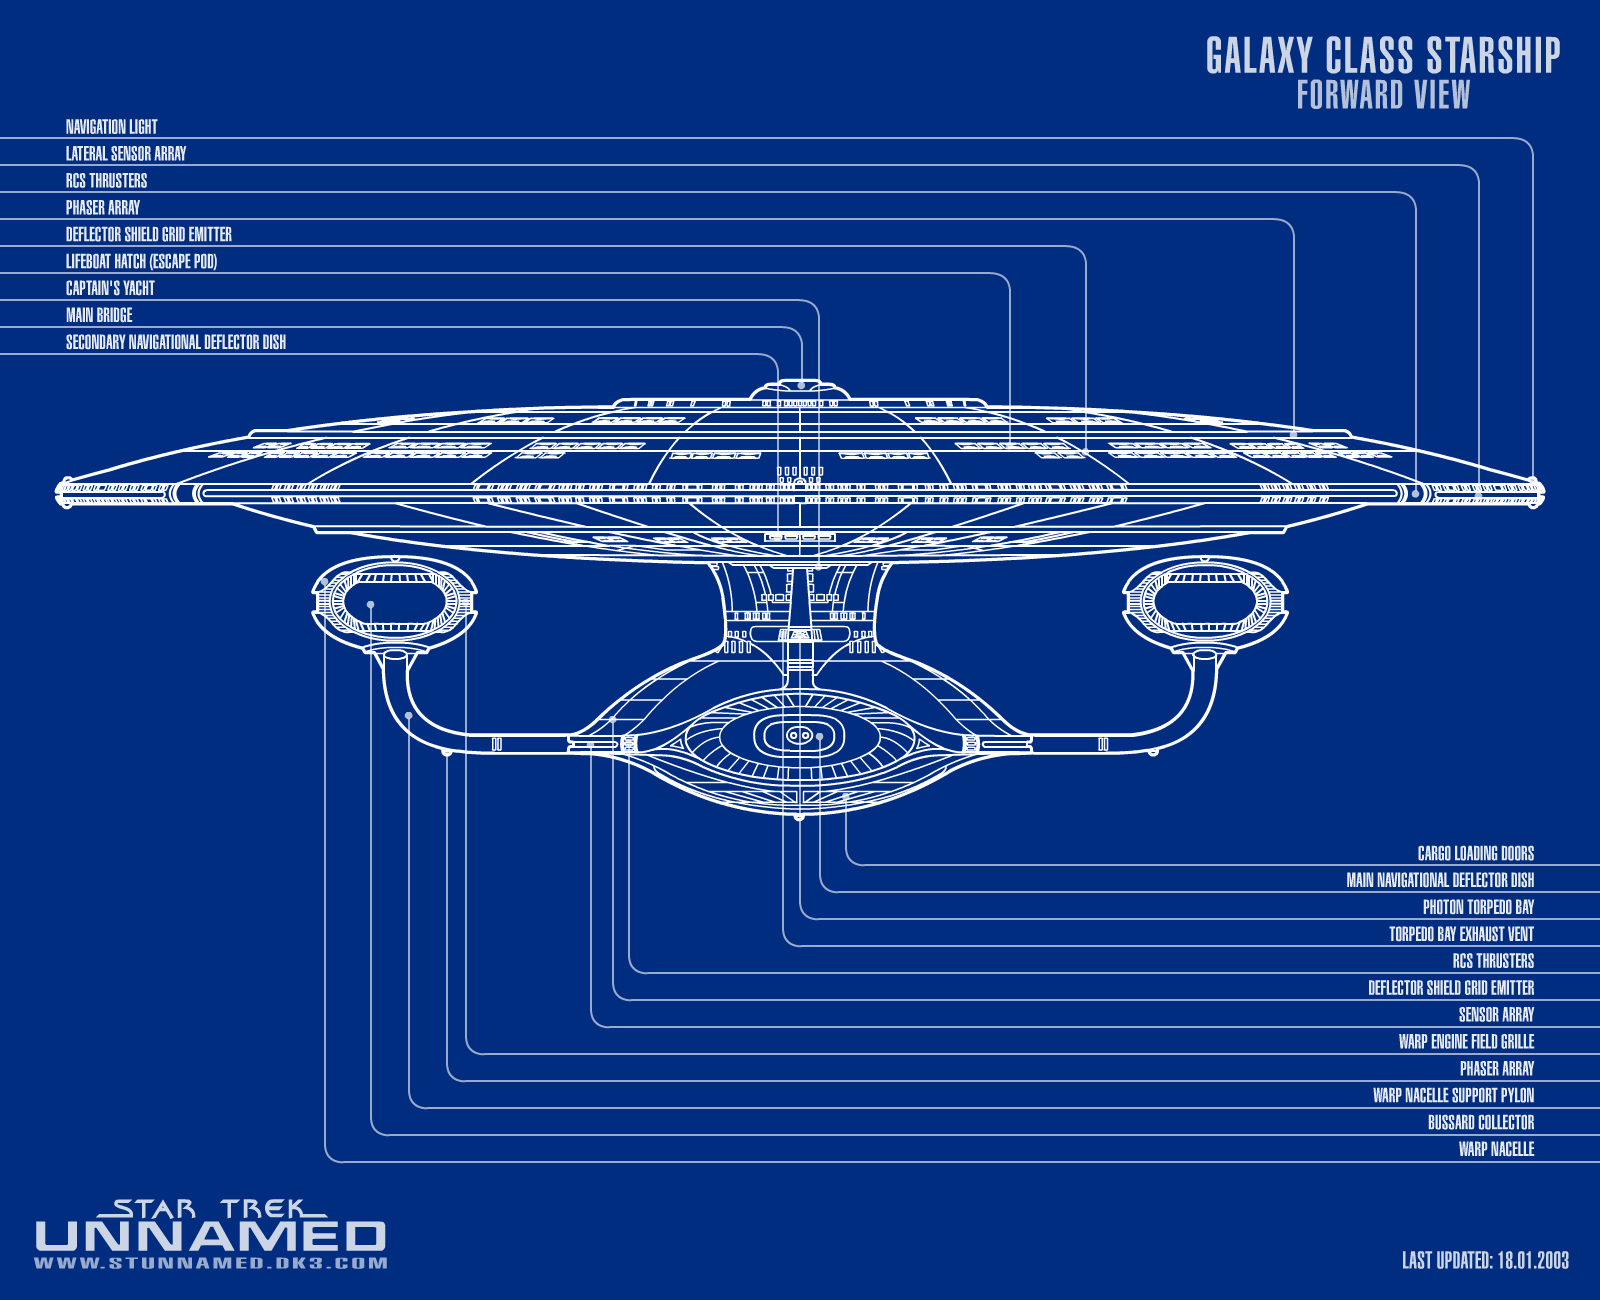 GALAXY CLASS STARSHIP
FORWARD VIEW
NAVIGATION LIGHT
LATERAL SENSOR ARRAY
RCS THRUSTERS
PHASER ARRAY
DEFLECTOR SHIELD GRID EMITTER
LIFEBOAT HATCH (ESCAPE POD)
CAPTAIN'S YACHT
MAIN BRIDGE
SECONDARY NAVIGATIONAL DEFLECTOR DISH
CARGO LOADING DOORS
MAIN NAVIGATIONAL DEFLECTOR DISH
PHOTON TORPEDO BAY
TORPEDO BAY EXHAUST VENT
RCS THRUSTERS
DEFLECTOR SHIELD GRID EMITTER
SENSOR ARRAY
WARP ENGINE FIELD GRILLE
PHASER ARRAY
WARP NACELLE SUPPORT PYLON
BUSSARD COLLECTOR
WARP NACELLE
STAR TREK
UNNAMED
WWW.STUNNAMED.DK3.COM
LAST UPDATED: 18.01.2003